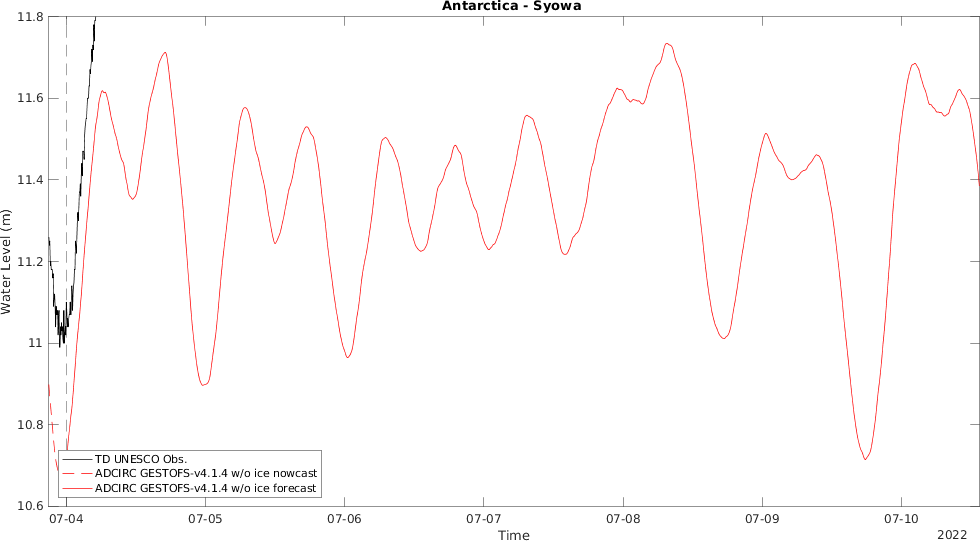 Antarctica - Syowa
11.8
11.6
11.4
11.2
11
10.8
10.6
Water Level (m)
TD UNESCO Obs.
ADCIRC GESTOFS-v4.1.4 w/o ice nowcast
ADCIRC GESTOFS-v4.1.4 w/o ice forecast
07-04 07-05 07-06 07-07 07-08 07-09 07-10
Time
2022